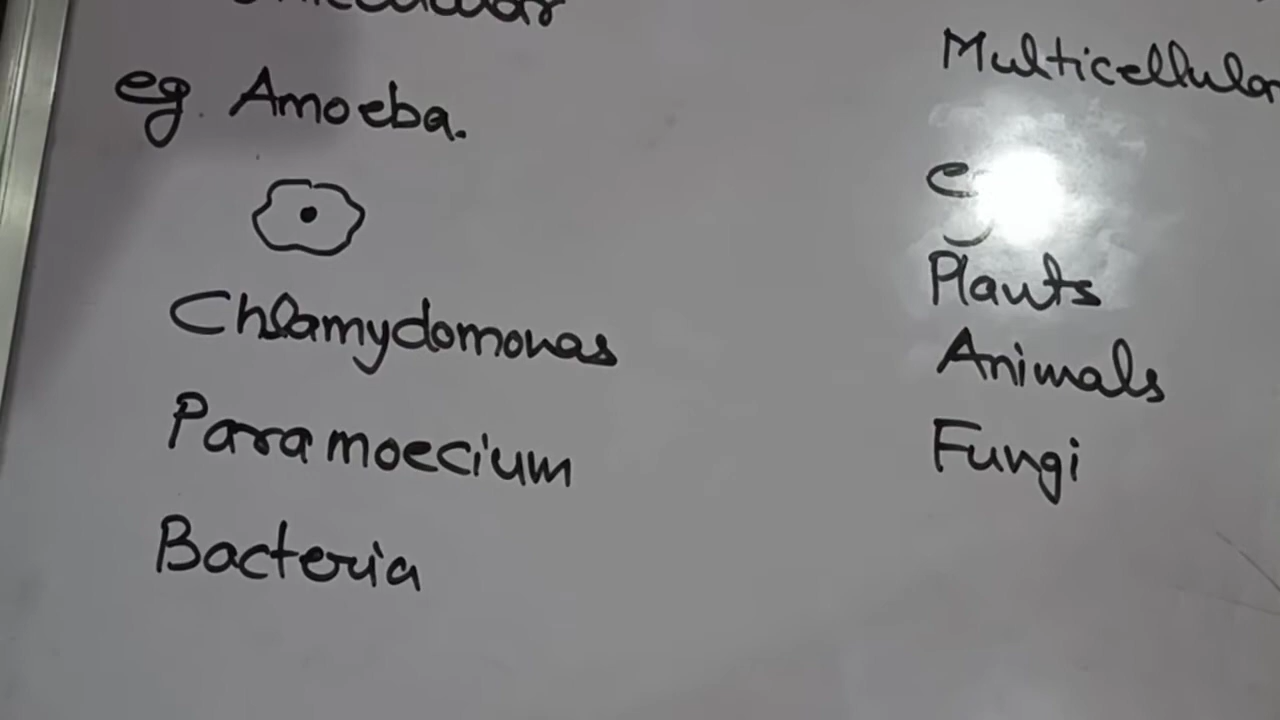 eg. Amoeba.
Chlamydomonas
Paramoecium
Bacteria
Multicellular
Plants
Animals
Fungi